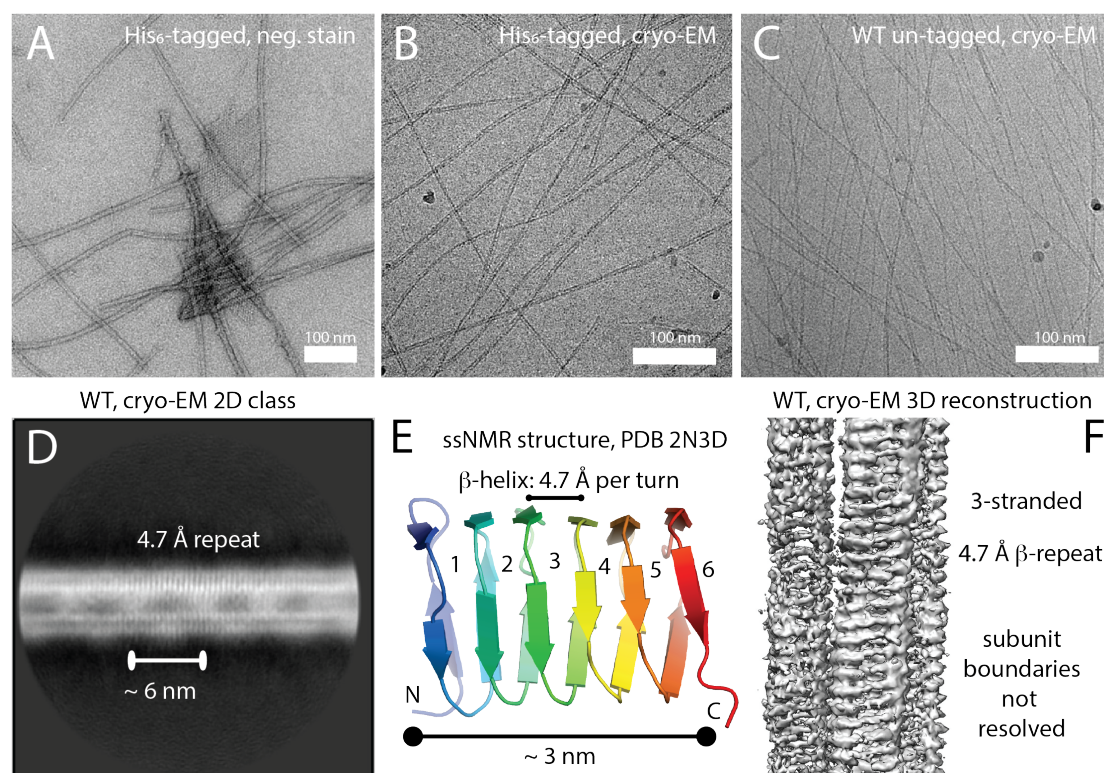 A
His₆-tagged, neg. stain
100 nm
B
His₆-tagged, cryo-EM
100 nm
C
WT un-tagged, cryo-EM
100 nm
WT, cryo-EM 2D class
D
4.7 Å repeat
~ 6 nm
E
ssNMR structure, PDB 2N3D
β-helix: 4.7 Å per turn
1
2
3
4
5
6
N
C
~ 3 nm
WT, cryo-EM 3D reconstruction
F
3-stranded
4.7 Å β-repeat
subunit
boundaries
not
resolved